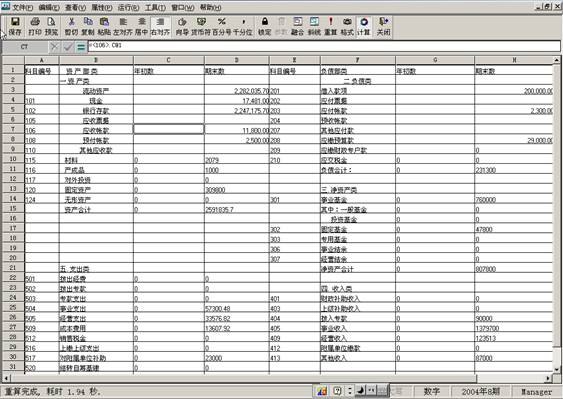 文件(F) 编辑(E) 查看(V) 属性(P) 运行(R) 工具(T) 窗口(W) 帮助(H)
保存 打印 预览 剪切 复制 粘贴 左对齐 居中 右对齐 向导 货币符 百分号 千分位 锁定 参数 融合 斜线 重算 格式 计算 关闭
C7 =<106>.C@1
A B C D E F G H
1 科目编号 资产部类 年初数 期末数 科目编号 负债部类 年初数 期末数
2 一.资产类 二.负债类
3 流动资产 2,282,035.70 201 借入款项 200,000.00
4 101 现金 17,481.00 202 应付票据
5 102 银行存款 2,247,175.70 203 应付帐款 2,300.00
6 105 应收票据 204 预收帐款
7 106 应收帐款 11,800.00 207 其他应付款
8 108 预付帐款 2,500.00 208 应缴预算款 29,000.00
9 110 其他应收款 209 应缴财政专户款 0 0
10 115 材料 0 2079 210 应交税金 0 0
11 116 产成品 0 1000 负债合计： 0 231300
12 117 对外投资 0 0
13 120 固定资产 0 309800 三.净资产类
14 124 无形资产 0 0 301 事业基金 0 760000
15 资产合计 0 2591835.7 其中：一般基金 0 0
16 投资基金 0 0
17 302 固定基金 0 47800
18 303 专用基金 0 0
19 306 事业结余 0 0
20 307 经营结余 0 0
21 五.支出类 净资产合计 0 807800
22 501 拨出经费 0 0
23 502 拨出专款 0 0 四.收入类
24 503 专款支出 0 0 401 财政补助收入 0 0
25 504 事业支出 0 57300.48 403 上级补助收入 0 0
26 505 经营支出 0 33576.82 404 拨入专款 0 90000
27 509 成本费用 0 13607.92 405 事业收入 0 1379700
28 512 销售税金 0 0 409 经营收入 0 123513
29 516 上缴上级支出 0 0 412 附属单位缴款 0 0
30 517 对附属单位补助 0 23000 413 其他收入 0 87000
31 520 结转自筹基建 0 0
重算完成, 耗时 1.94 秒. 数字 2004年8期 Manager